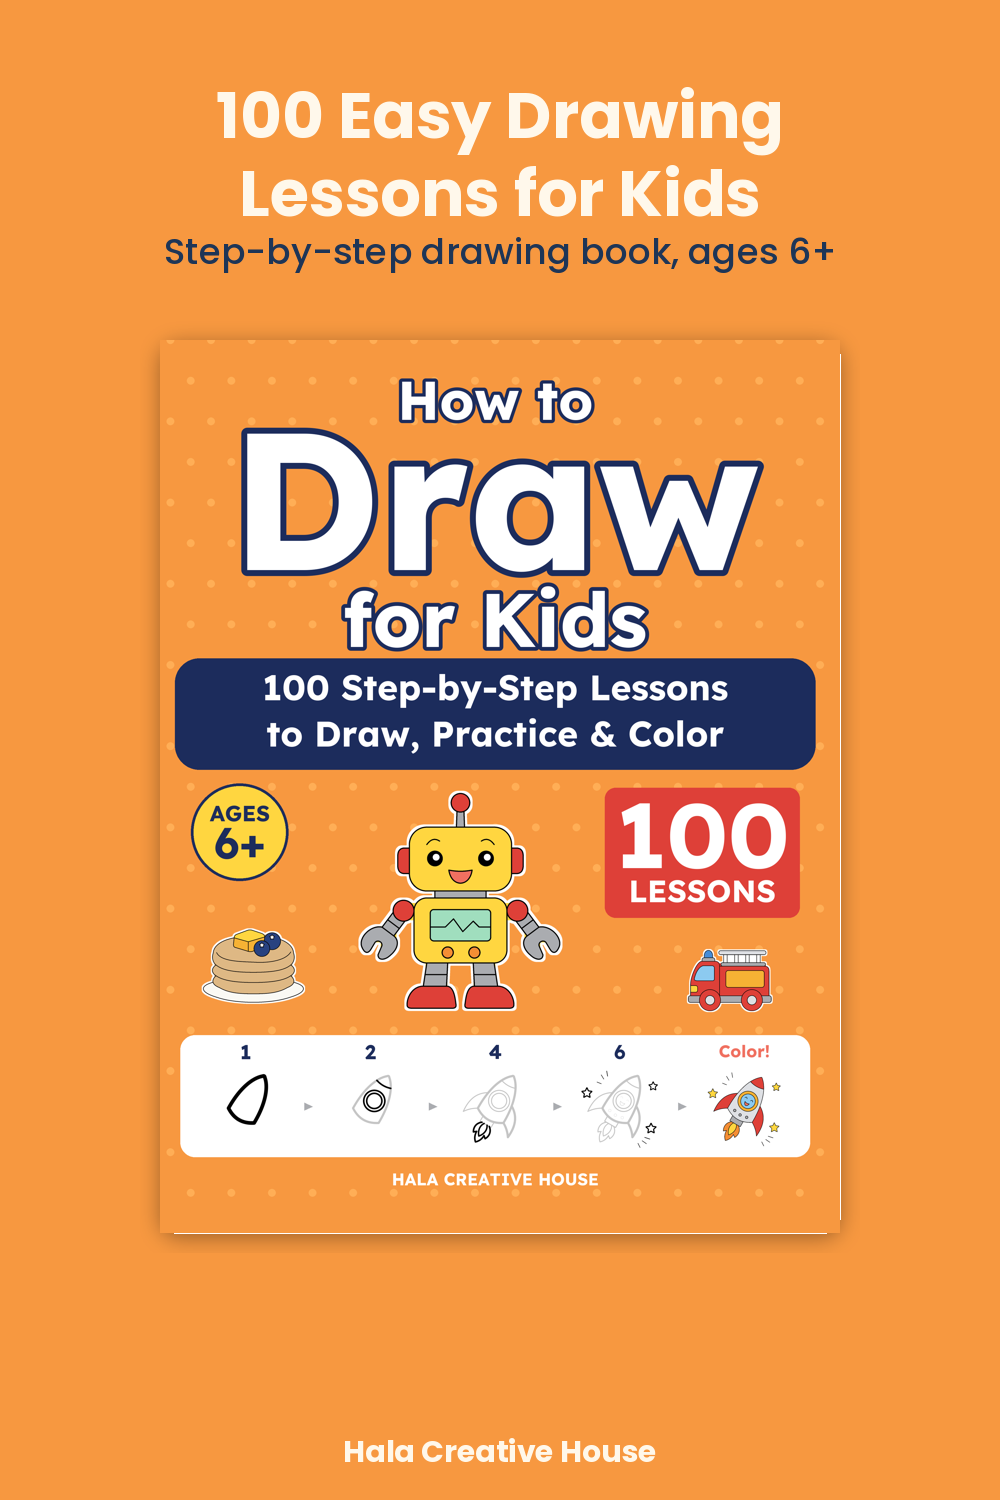 100 Easy Drawing
Lessons for Kids
Step-by-step drawing book, ages 6+
How to
Draw
for Kids
100 Step-by-Step Lessons
to Draw, Practice & Color
AGES
6+
100
LESSONS
1 2 4 6 Color!
HALA CREATIVE HOUSE
Hala Creative House